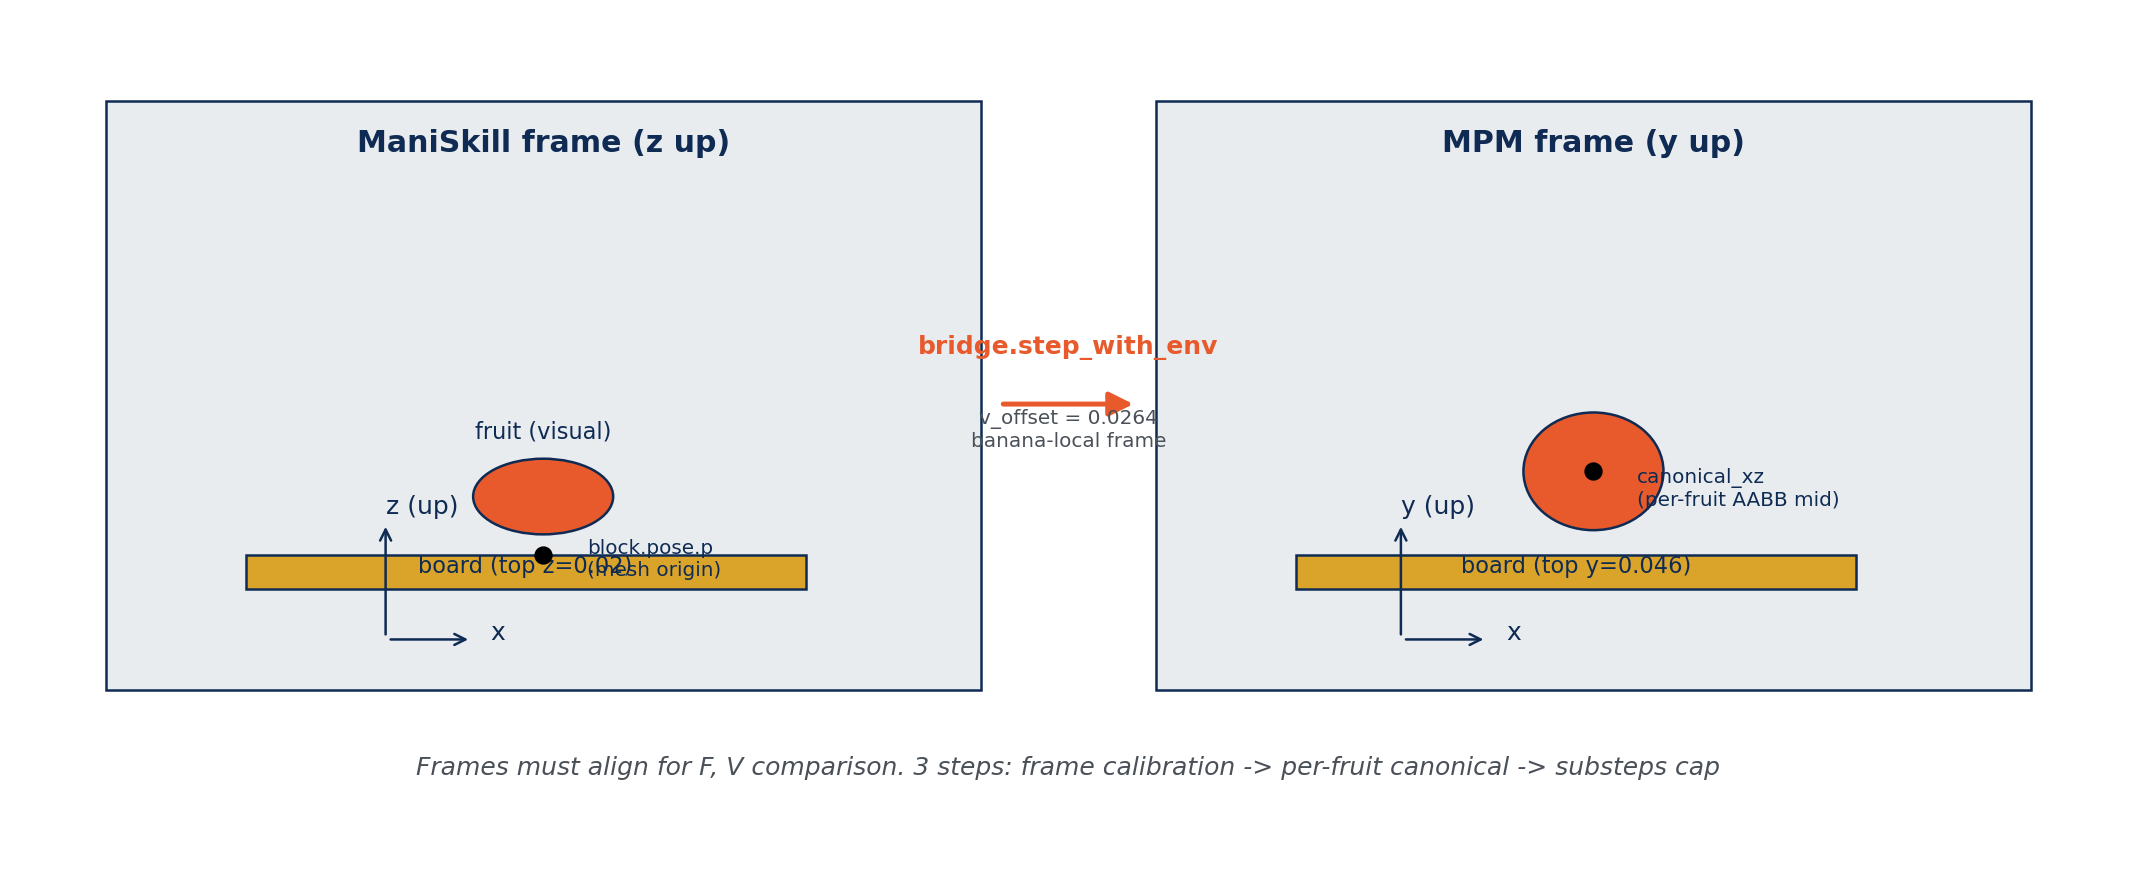 ManiSkill frame (z up)
fruit (visual)
z (up)
block.pose.p
(mesh origin)
board (top z=0.02)
x
bridge.step_with_env
v_offset = 0.0264
banana-local frame
MPM frame (y up)
canonical_xz
(per-fruit AABB mid)
y (up)
board (top y=0.046)
x
Frames must align for F, V comparison. 3 steps: frame calibration -> per-fruit canonical -> substeps cap